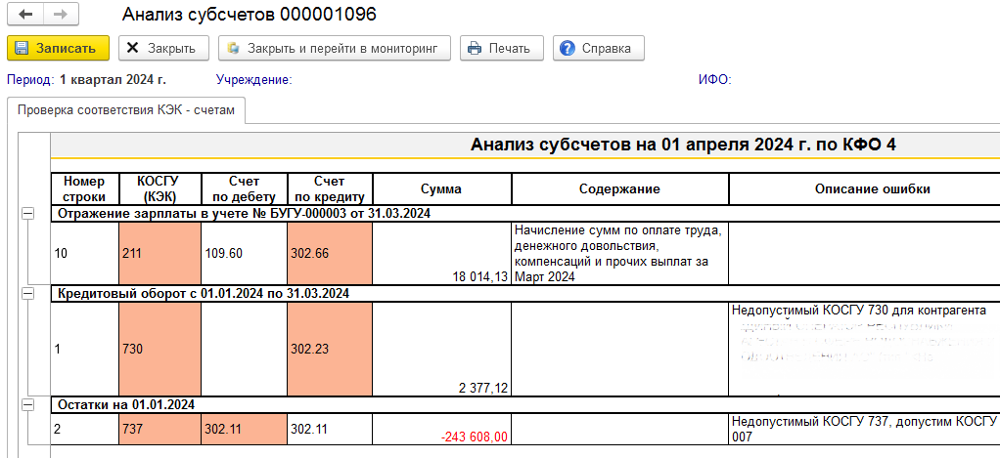 Анализ субсчетов 000001096
Записать Закрыть Закрыть и перейти в мониторинг Печать Справка
Период: 1 квартал 2024 г. Учреждение: ИФО:
Проверка соответствия КЭК - счетам
Анализ субсчетов на 01 апреля 2024 г. по КФО 4
Номер строки КОСГУ (КЭК) Счет по дебету Счет по кредиту Сумма Содержание Описание ошибки
Отражение зарплаты в учете № БУГУ-000003 от 31.03.2024
10 211 109.60 302.66 18 014,13
Начисление сумм по оплате труда,
денежного довольствия,
компенсаций и прочих выплат за
Март 2024
Кредитовый оборот с 01.01.2024 по 31.03.2024
1 730 302.23 2 377,12
Недопустимый КОСГУ 730 для контрагента
Остатки на 01.01.2024
2 737 302.11 302.11 -243 608,00
Недопустимый КОСГУ 737, допустим КОСГУ
007